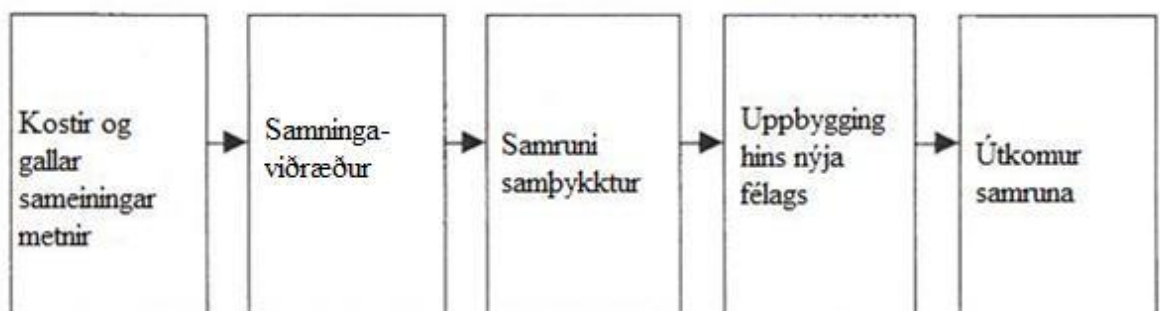 Kostir og
gallar
sameiningar
metnir
Samninga-
viðræður
Samruni
samþykktur
Uppbygging
hins nýja
félags
Útkomur
samruna